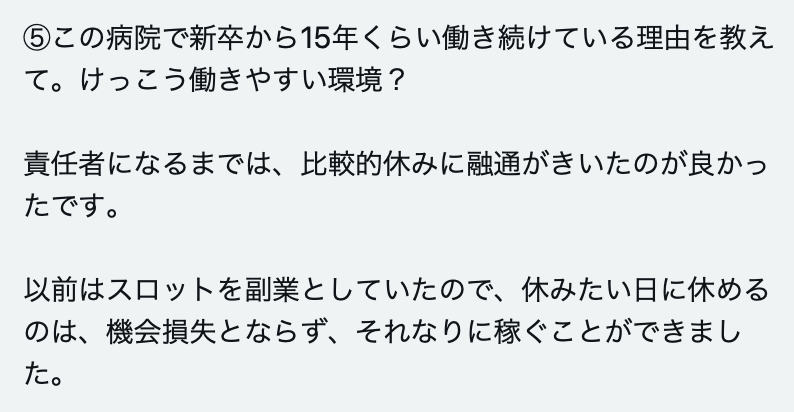 ⑤この病院で新卒から15年くらい働き続けている理由を教え
て。けっこう働きやすい環境？
責任者になるまでは、比較的休みに融通がきいたのが良かっ
たです。
以前はスロットを副業としていたので、休みたい日に休める
のは、機会損失とならず、それなりに稼ぐことができまし
た。